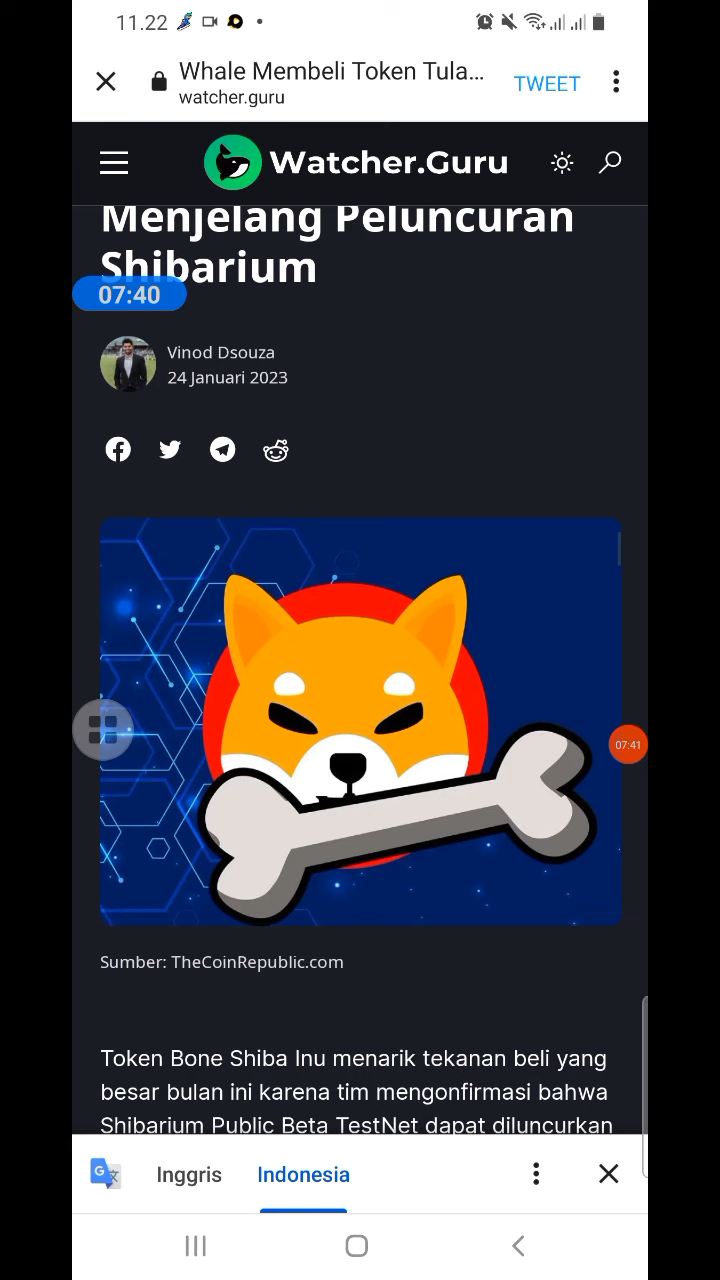 11.22
Whale Membeli Token Tula...
watcher.guru
TWEET
Watcher.Guru
Menjelang Peluncuran
Shibarium
07:40
Vinod Dsouza
24 Januari 2023
07:41
Sumber: TheCoinRepublic.com
Token Bone Shiba Inu menarik tekanan beli yang
besar bulan ini karena tim mengonfirmasi bahwa
Shibarium Public Beta TestNet dapat diluncurkan
G
Inggris
Indonesia